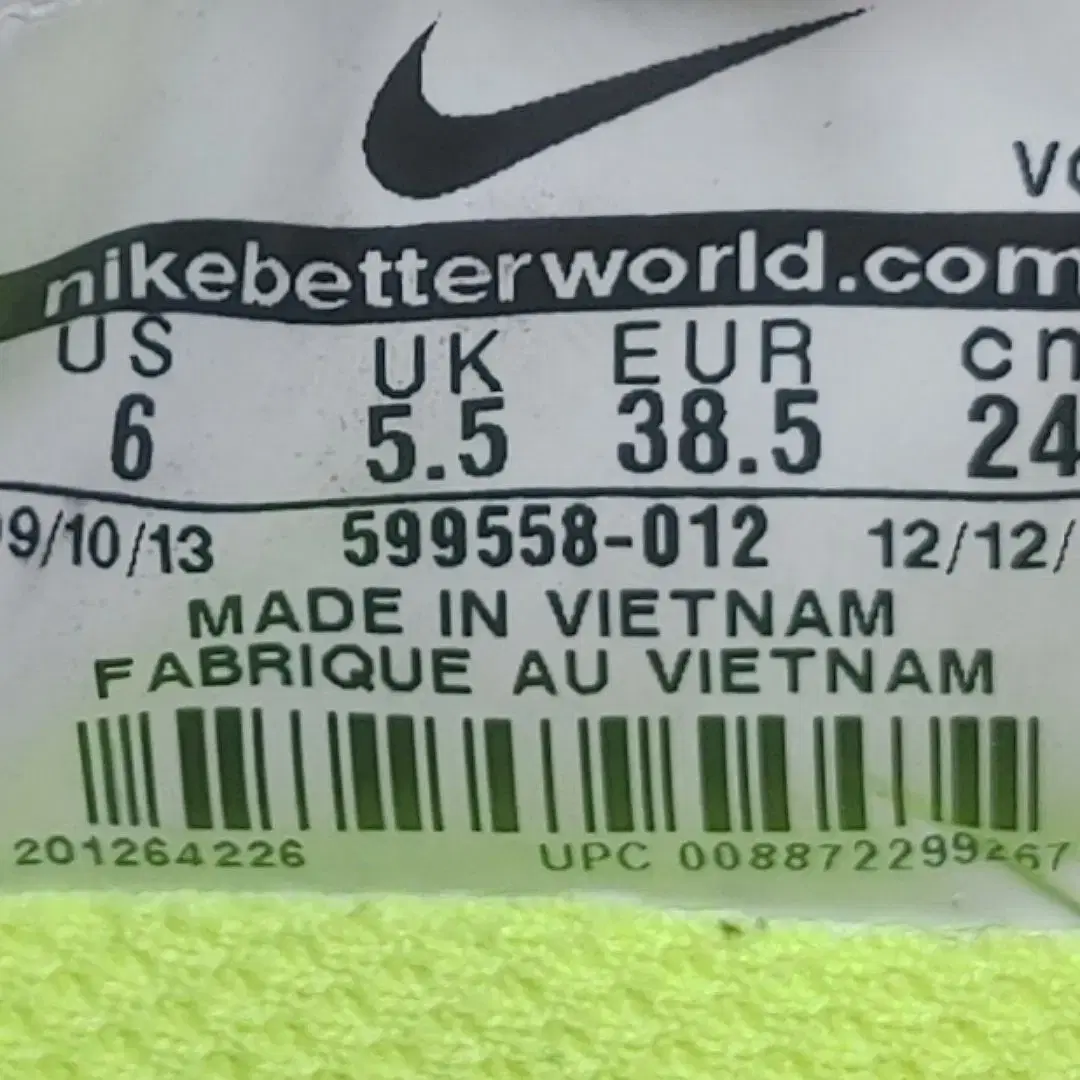 nikebetterworld.com
US UK EUR
6 5.5 38.5 24
9/10/13 599558-012 12/12/
MADE IN VIETNAM
FABRIQUE AU VIETNAM
201264226 UPC